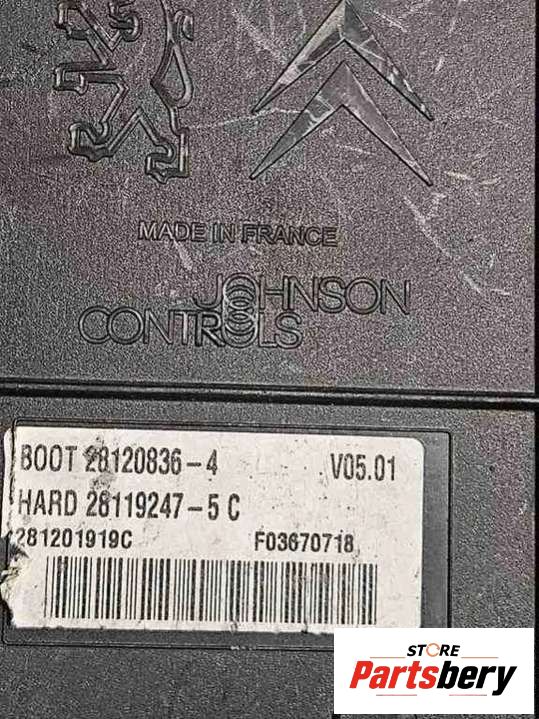 MADE IN FRANCE
JOHNSON
CONTROLS
BOOT 28120836-4 V05.01
HARD 28119247-5 C
281201919C F03670718
STORE
Partsbery